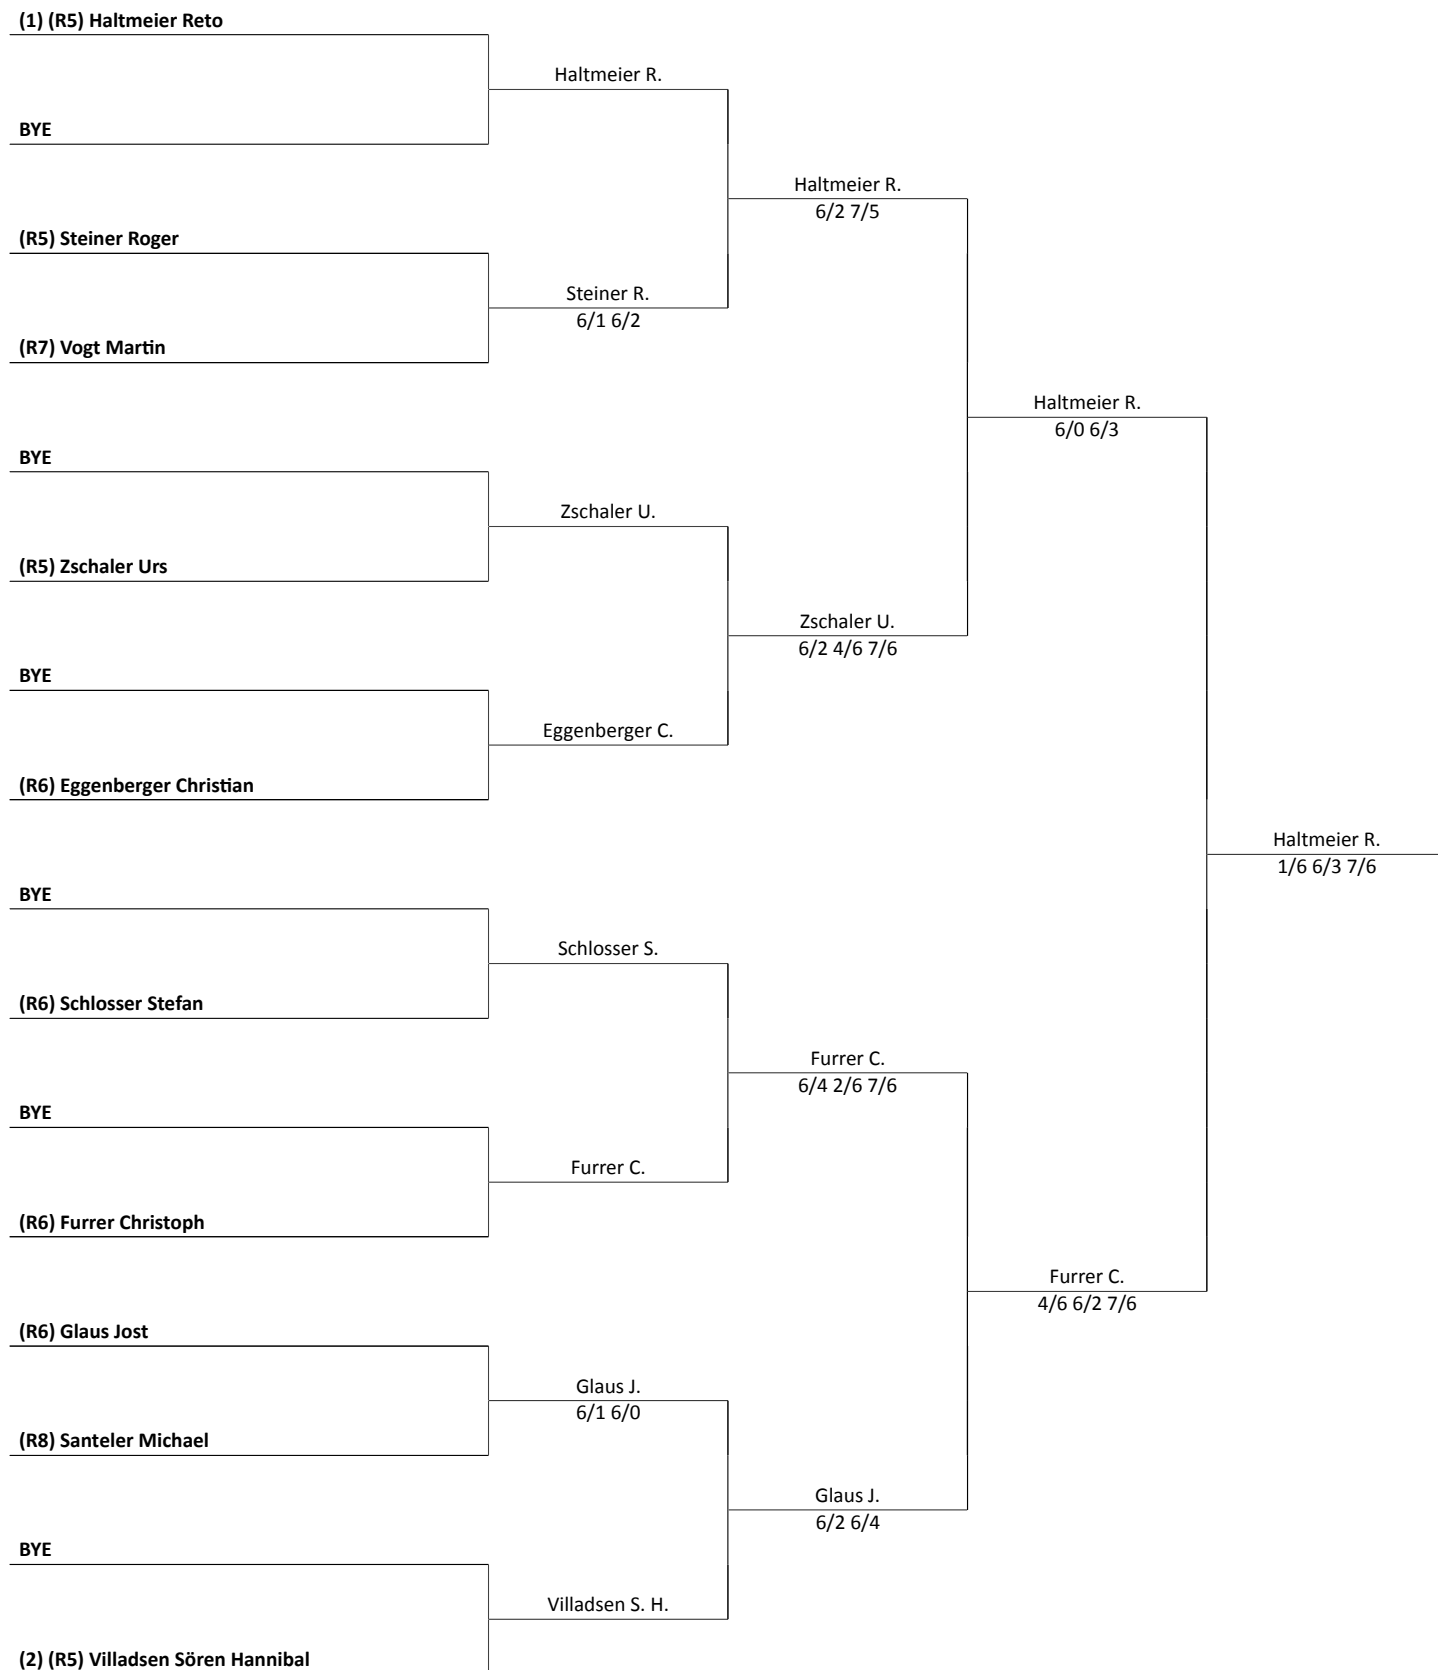 (1) (R5) Haltmeier Reto
Haltmeier R.
BYE
Haltmeier R.
6/2 7/5
(R5) Steiner Roger
Steiner R.
6/1 6/2
(R7) Vogt Martin
Haltmeier R.
6/0 6/3
BYE
Zschaler U.
(R5) Zschaler Urs
Zschaler U.
6/2 4/6 7/6
BYE
Eggenberger C.
(R6) Eggenberger Christian
Haltmeier R.
1/6 6/3 7/6
BYE
Schlosser S.
(R6) Schlosser Stefan
Furrer C.
6/4 2/6 7/6
BYE
Furrer C.
(R6) Furrer Christoph
Furrer C.
4/6 6/2 7/6
(R6) Glaus Jost
Glaus J.
6/1 6/0
(R8) Santeler Michael
Glaus J.
6/2 6/4
BYE
Villadsen S. H.
(2) (R5) Villadsen Sören Hannibal